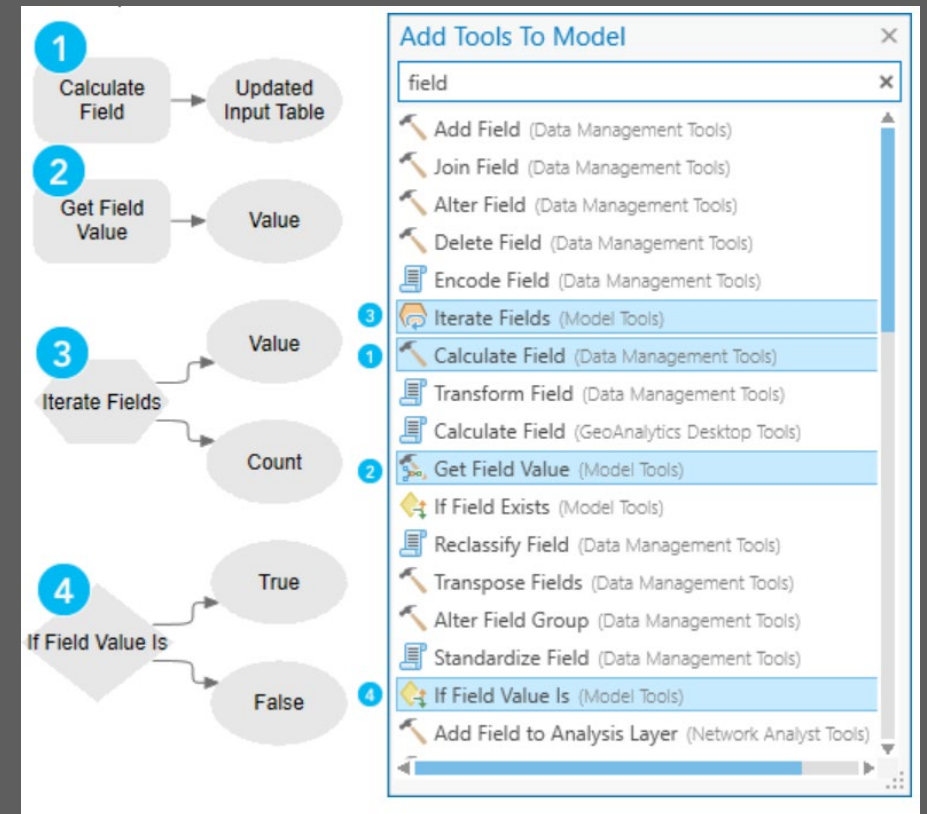 1
Calculate
Field
Updated
Input Table
2
Get Field
Value
Value
3
Iterate Fields
Value
Count
4
If Field Value Is
True
False
Add Tools To Model
field
Add Field (Data Management Tools)
Join Field (Data Management Tools)
Alter Field (Data Management Tools)
Delete Field (Data Management Tools)
Encode Field (Data Management Tools)
3 Iterate Fields (Model Tools)
1 Calculate Field (Data Management Tools)
Transform Field (Data Management Tools)
Calculate Field (GeoAnalytics Desktop Tools)
2 Get Field Value (Model Tools)
If Field Exists (Model Tools)
Reclassify Field (Data Management Tools)
Transpose Fields (Data Management Tools)
Alter Field Group (Data Management Tools)
Standardize Field (Data Management Tools)
4 If Field Value Is (Model Tools)
Add Field to Analysis Layer (Network Analyst Tools)